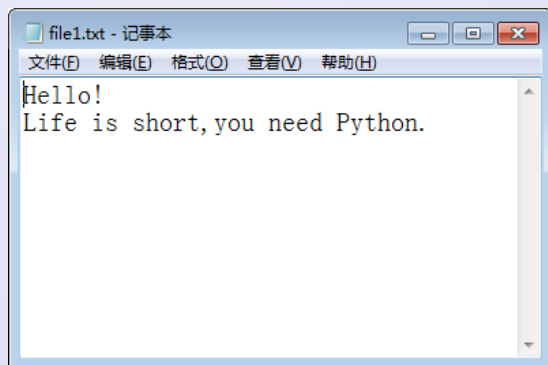 file1.txt - 记事本
文件(F) 编辑(E) 格式(O) 查看(V) 帮助(H)
Hello!
Life is short,you need Python.